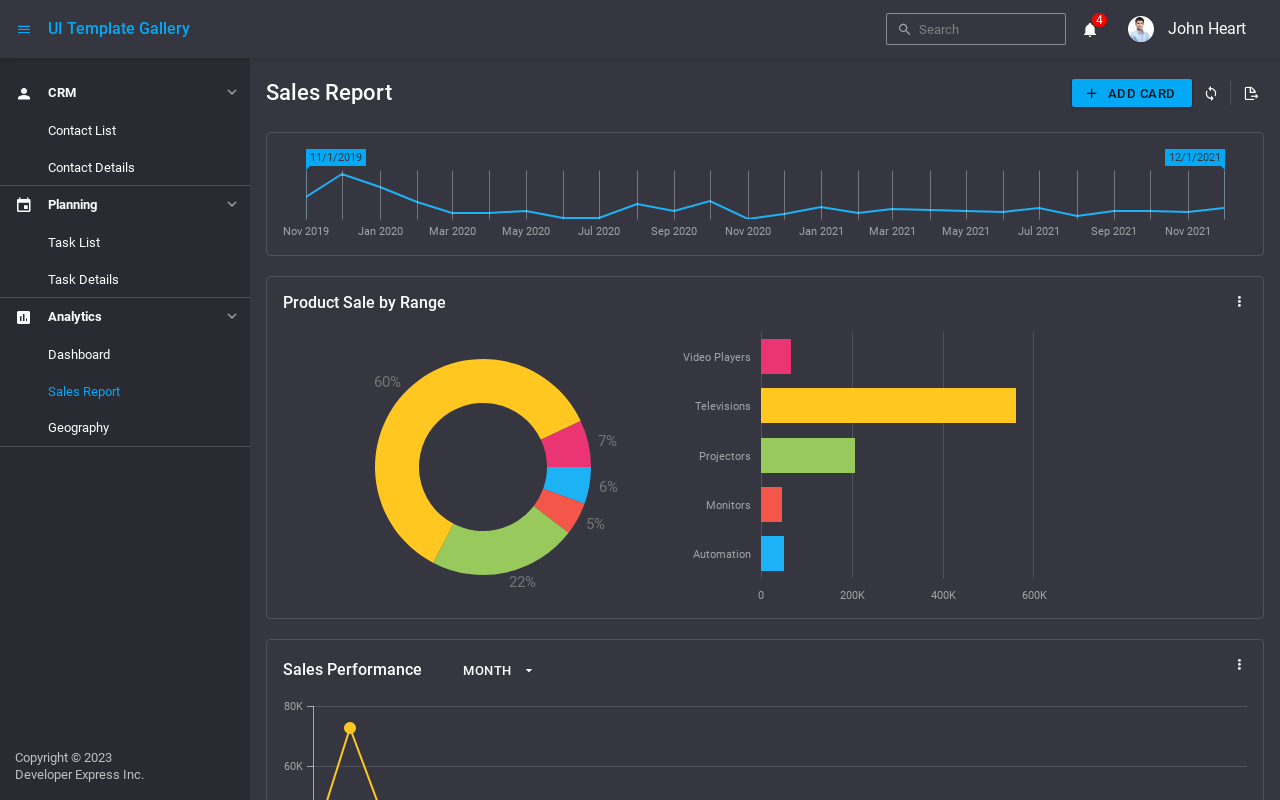 UI Template Gallery
Search
4
John Heart
CRM
Contact List
Contact Details
Planning
Task List
Task Details
Analytics
Dashboard
Sales Report
Geography
Copyright © 2023
Developer Express Inc.
Sales Report
ADD CARD
11/1/2019
12/1/2021
Nov 2019 Jan 2020 Mar 2020 May 2020 Jul 2020 Sep 2020 Nov 2020 Jan 2021 Mar 2021 May 2021 Jul 2021 Sep 2021 Nov 2021
Product Sale by Range
60%
7%
6%
5%
22%
Video Players
Televisions
Projectors
Monitors
Automation
0 200K 400K 600K
Sales Performance
MONTH
80K
60K